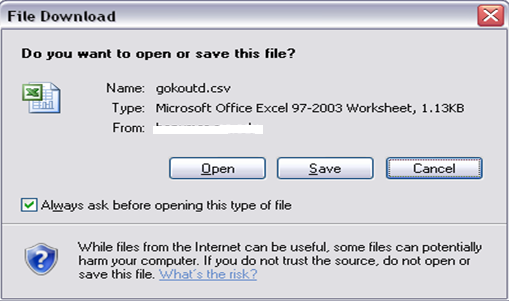 File Download
Do you want to open or save this file?
Name: gokoutd.csv
Type: Microsoft Office Excel 97-2003 Worksheet, 1.13KB
From:
Open Save Cancel
Always ask before opening this type of file
While files from the Internet can be useful, some files can potentially
harm your computer. If you do not trust the source, do not open or
save this file. What's the risk?